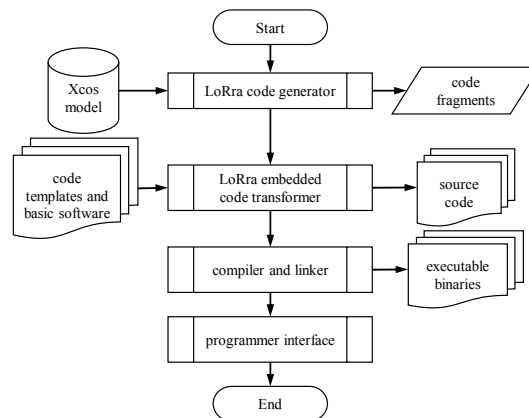 Start
Xcos
model
LoRra code generator
code
fragments
code
templates and
basic software
LoRra embedded
code transformer
source
code
compiler and linker
executable
binaries
programmer interface
End